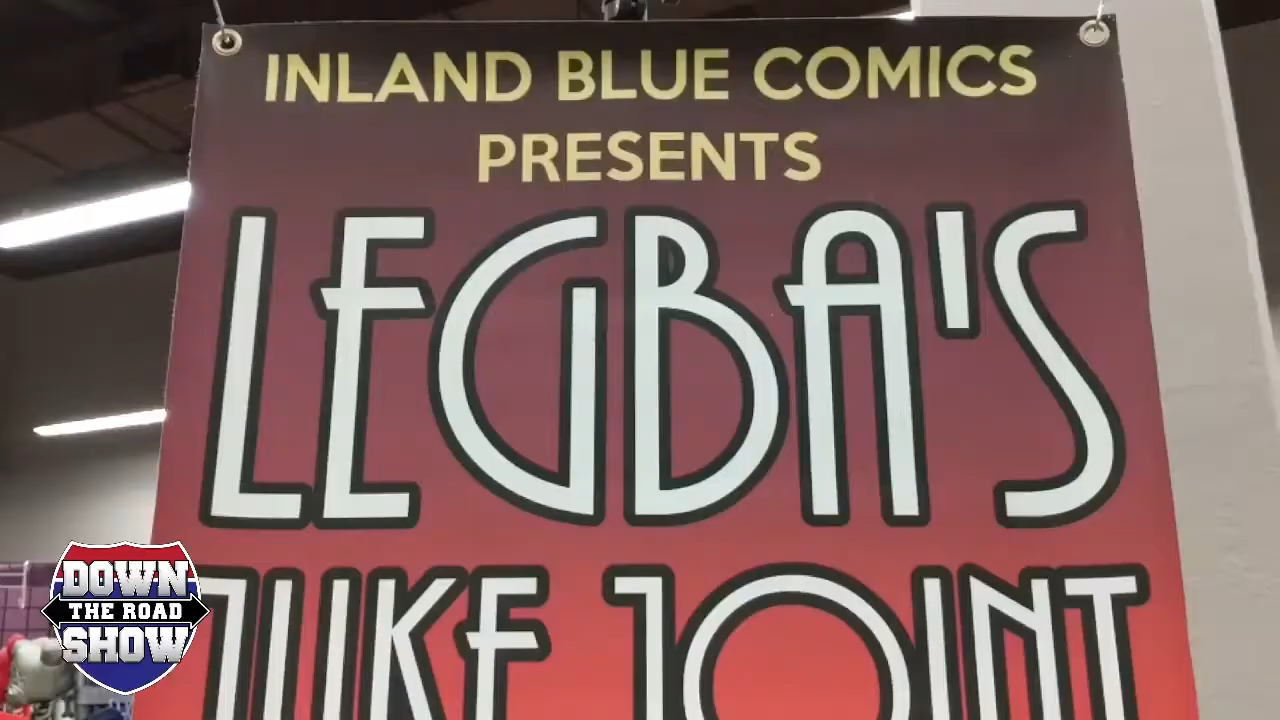 INLAND BLUE COMICS
PRESENTS
LEGBA'S
JUKE JOINT
DOWN
THE ROAD
SHOW